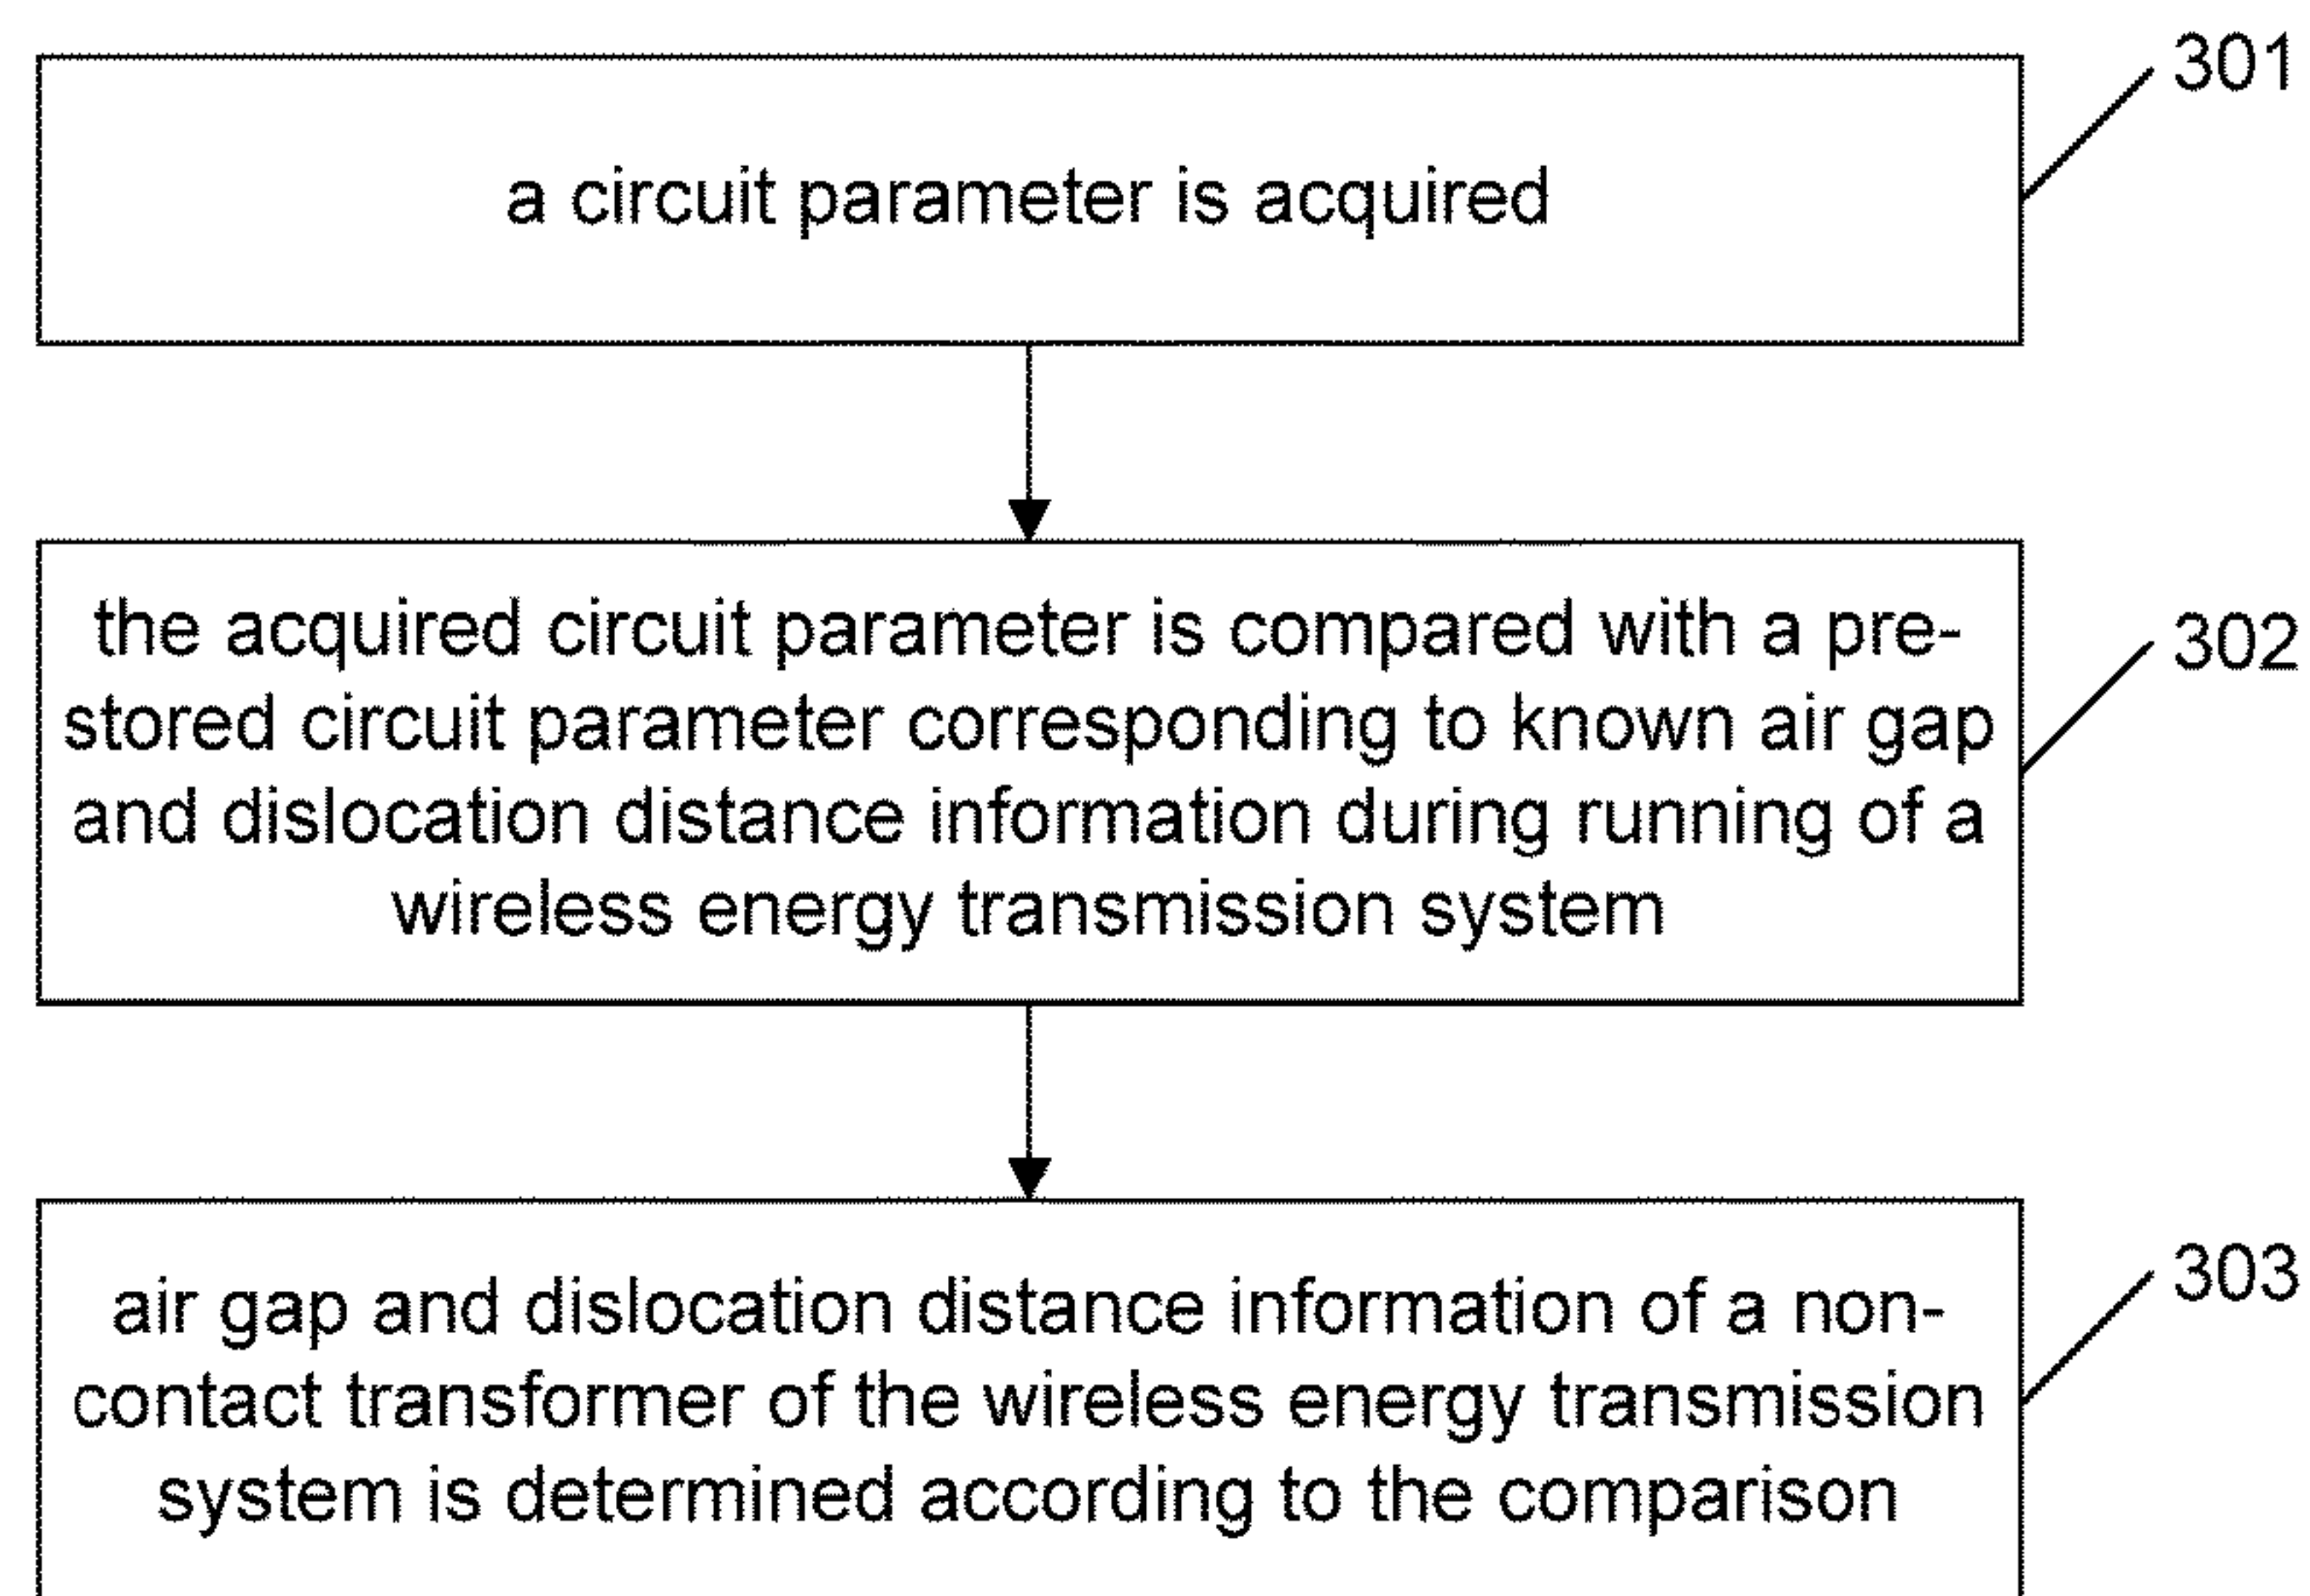 301
a circuit parameter is acquired
the acquired circuit parameter is compared with a pre-
stored circuit parameter corresponding to known air gap
and dislocation distance information during running of a
wireless energy transmission system
302
air gap and dislocation distance information of a non-
contact transformer of the wireless energy transmission
system is determined according to the comparison
303